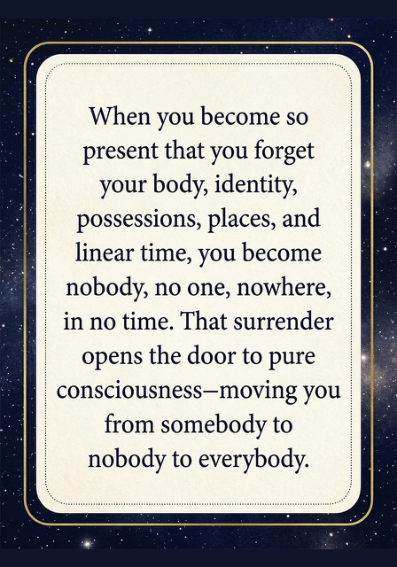 When you become so
present that you forget
your body, identity,
possessions, places, and
linear time, you become
nobody, no one, nowhere,
in no time. That surrender
opens the door to pure
consciousness—moving you
from somebody to
nobody to everybody.